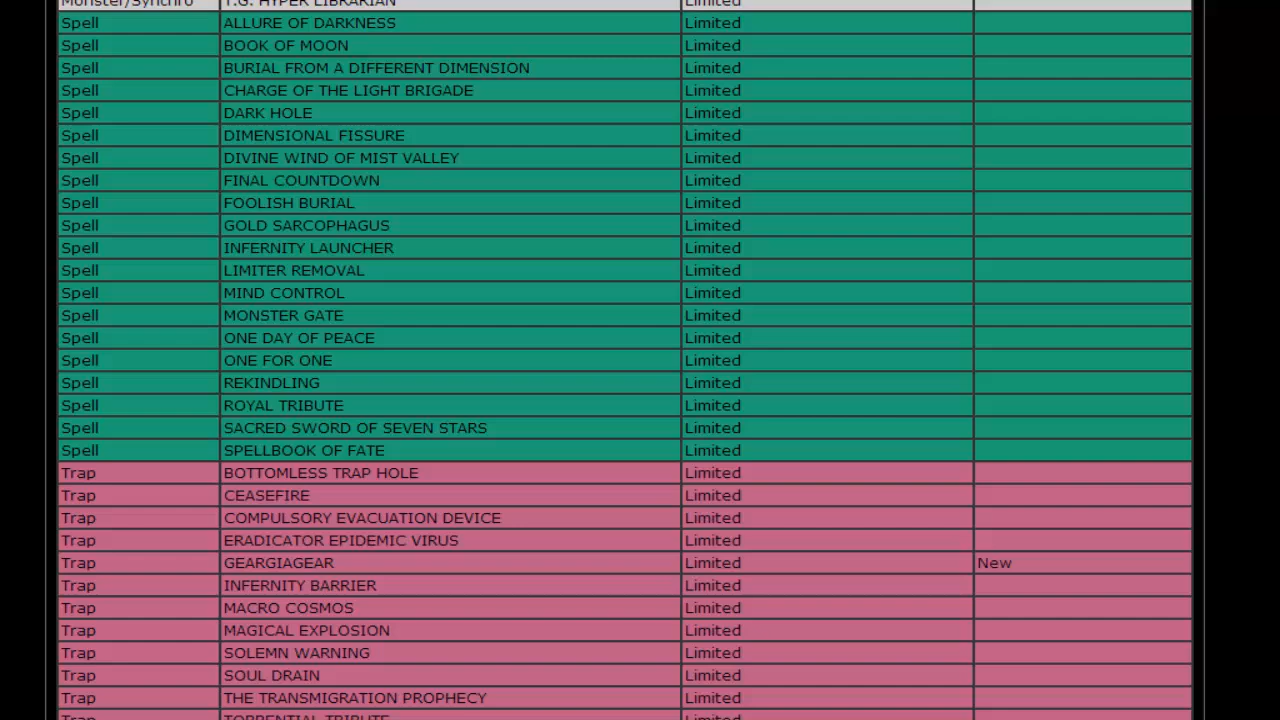 Monster/Synchro T.G. HYPER LIBRARIAN Limited
Spell ALLURE OF DARKNESS Limited
Spell BOOK OF MOON Limited
Spell BURIAL FROM A DIFFERENT DIMENSION Limited
Spell CHARGE OF THE LIGHT BRIGADE Limited
Spell DARK HOLE Limited
Spell DIMENSIONAL FISSURE Limited
Spell DIVINE WIND OF MIST VALLEY Limited
Spell FINAL COUNTDOWN Limited
Spell FOOLISH BURIAL Limited
Spell GOLD SARCOPHAGUS Limited
Spell INFERNITY LAUNCHER Limited
Spell LIMITER REMOVAL Limited
Spell MIND CONTROL Limited
Spell MONSTER GATE Limited
Spell ONE DAY OF PEACE Limited
Spell ONE FOR ONE Limited
Spell REKINDLING Limited
Spell ROYAL TRIBUTE Limited
Spell SACRED SWORD OF SEVEN STARS Limited
Spell SPELLBOOK OF FATE Limited
Trap BOTTOMLESS TRAP HOLE Limited
Trap CEASEFIRE Limited
Trap COMPULSORY EVACUATION DEVICE Limited
Trap ERADICATOR EPIDEMIC VIRUS Limited
Trap GEARGIAGEAR Limited New
Trap INFERNITY BARRIER Limited
Trap MACRO COSMOS Limited
Trap MAGICAL EXPLOSION Limited
Trap SOLEMN WARNING Limited
Trap SOUL DRAIN Limited
Trap THE TRANSMIGRATION PROPHECY Limited
Trap TORRENTIAL TRIBUTE Limited